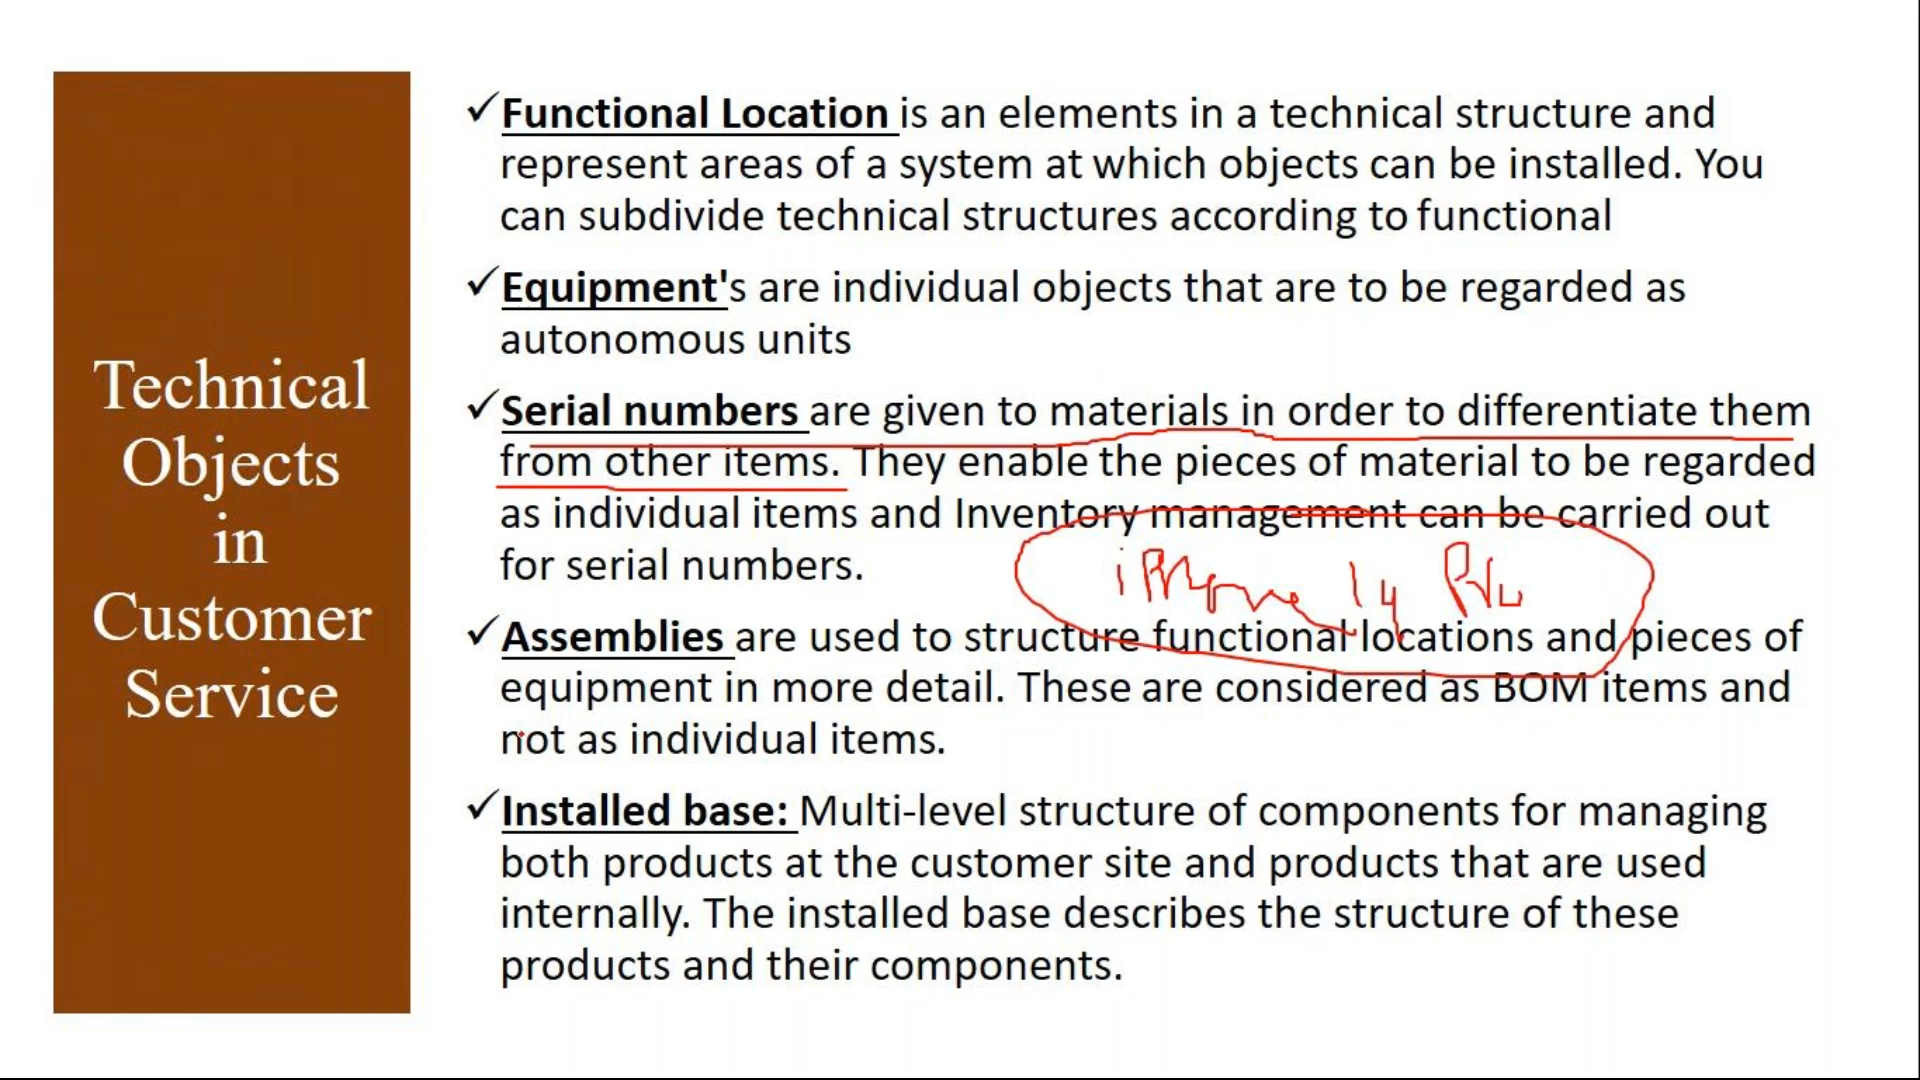 Technical
Objects
in
Customer
Service
✓Functional Location is an elements in a technical structure and
represent areas of a system at which objects can be installed. You
can subdivide technical structures according to functional
✓Equipment's are individual objects that are to be regarded as
autonomous units
✓Serial numbers are given to materials in order to differentiate them
from other items. They enable the pieces of material to be regarded
as individual items and Inventory management can be carried out
for serial numbers.
iPhone 14
✓Assemblies are used to structure functional locations and pieces of
equipment in more detail. These are considered as BOM items and
not as individual items.
✓Installed base: Multi-level structure of components for managing
both products at the customer site and products that are used
internally. The installed base describes the structure of these
products and their components.